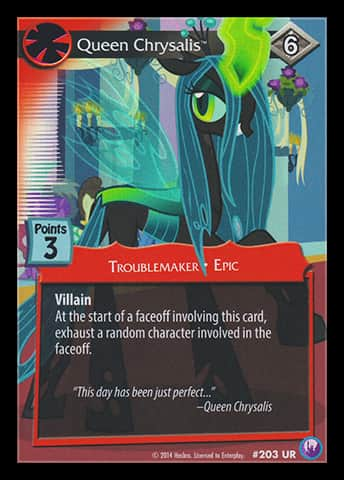 Queen Chrysalis™
6
Points
3
Troublemaker • Epic
Villain
At the start of a faceoff involving this card,
exhaust a random character involved in the
faceoff.
"This day has been just perfect..."
–Queen Chrysalis
© 2014 Hasbro. Licensed to Enterplay.
#203 UR